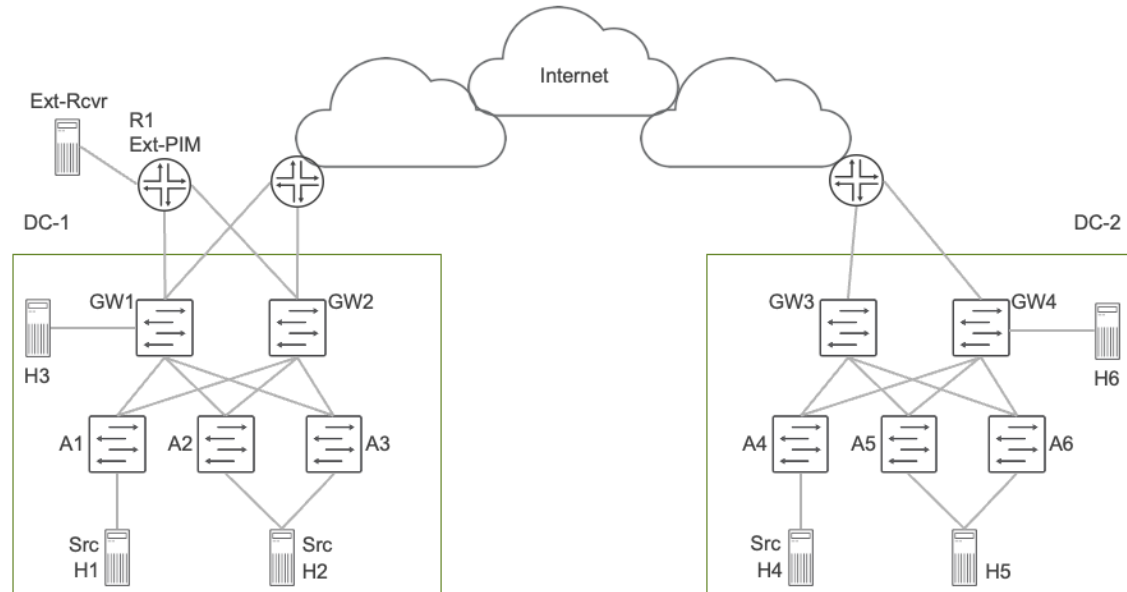 Internet
Ext-Rcvr
R1
Ext-PIM
DC-1
DC-2
GW1
GW2
GW3
GW4
H3
H6
A1
A2
A3
A4
A5
A6
Src
H1
Src
H2
Src
H4
H5